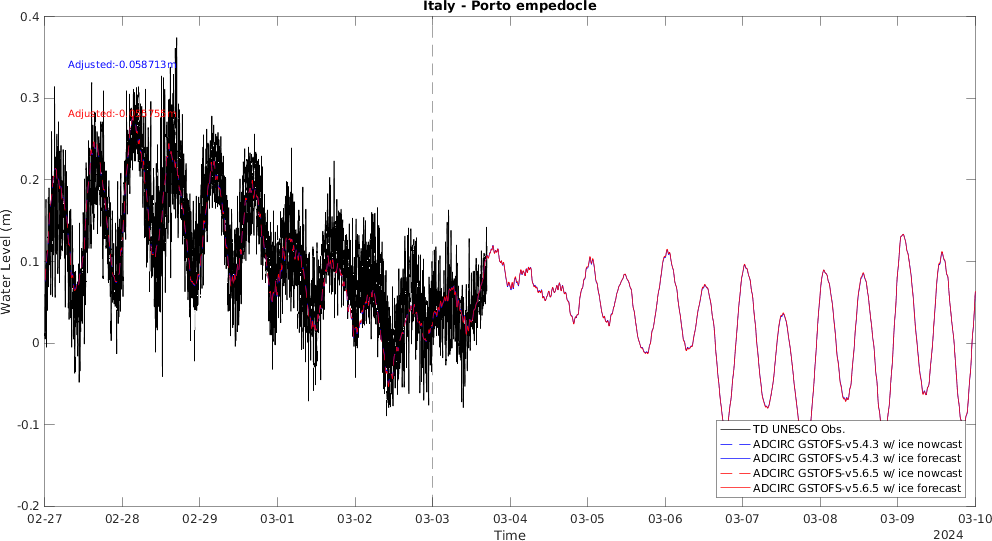 Italy - Porto empedocle
Adjusted:-0.058713m
Water Level (m)
0.4
0.3
0.2
0.1
0
-0.1
-0.2
TD UNESCO Obs.
ADCIRC GSTOFS-v5.4.3 w/ ice nowcast
ADCIRC GSTOFS-v5.4.3 w/ ice forecast
ADCIRC GSTOFS-v5.6.5 w/ ice nowcast
ADCIRC GSTOFS-v5.6.5 w/ ice forecast
02-27 02-28 02-29 03-01 03-02 03-03 03-04 03-05 03-06 03-07 03-08 03-09 03-10
Time
2024